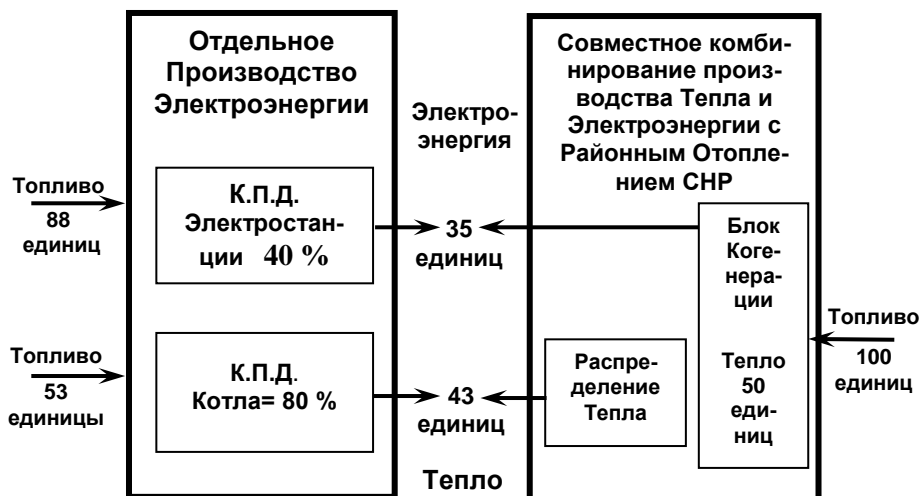 Отдельное
Производство
Электроэнергии
Топливо
88
единиц
К.П.Д.
Электростан-
ции 40 %
Топливо
53
единицы
К.П.Д.
Котла= 80 %
Электро-
энергия
35
единиц
43
единиц
Тепло
Совместное комби-
нирование произ-
водства Тепла и
Электроэнергии с
Районным Отопле-
нием СНР
Блок
Коге-
нера-
ции
Тепло
50
еди-
ниц
Распре-
деление
Тепла
Топливо
100
единиц